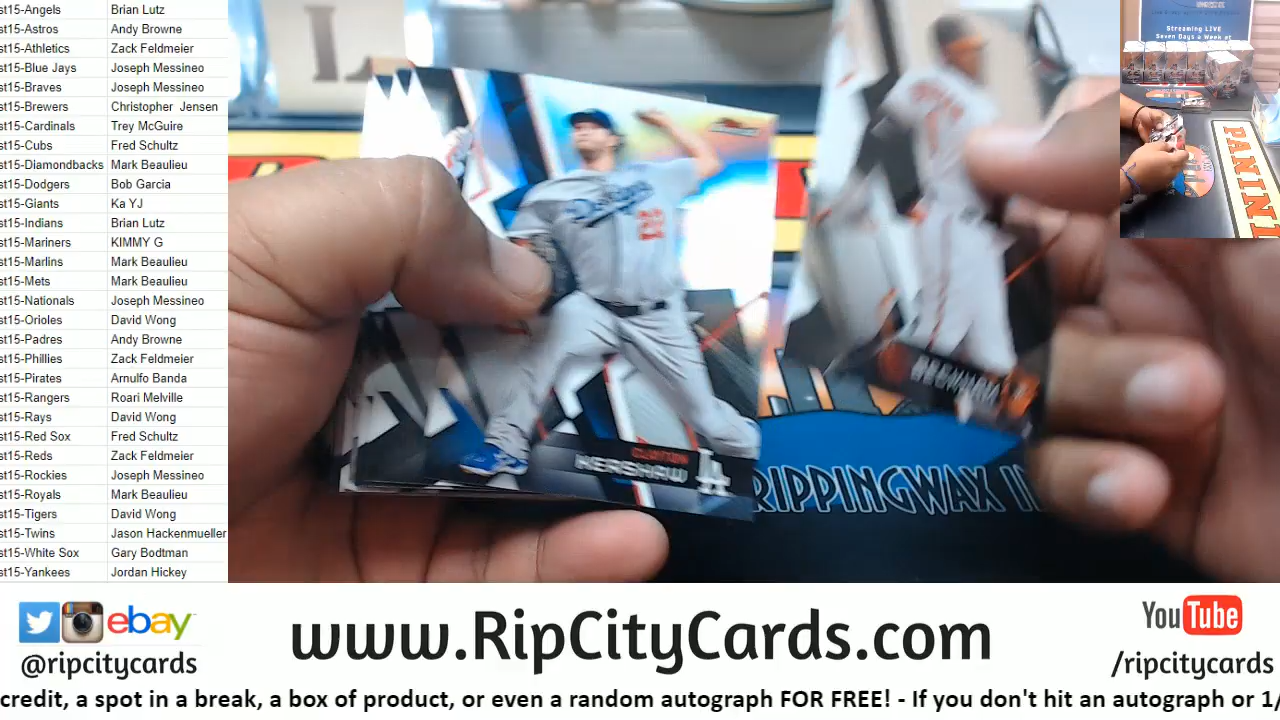 st15-Angels Brian Lutz
st15-Astros Andy Browne
st15-Athletics Zack Feldmeier
st15-Blue Jays Joseph Messineo
st15-Braves Joseph Messineo
st15-Brewers Christopher Jensen
st15-Cardinals Trey McGuire
st15-Cubs Fred Schultz
st15-Diamondbacks Mark Beaulieu
st15-Dodgers Bob Garcia
st15-Giants Ka YJ
st15-Indians Brian Lutz
st15-Mariners KIMMY G
st15-Marlins Mark Beaulieu
st15-Mets Mark Beaulieu
st15-Nationals Joseph Messineo
st15-Orioles David Wong
st15-Padres Andy Browne
st15-Phillies Zack Feldmeier
st15-Pirates Arnulfo Banda
st15-Rangers Roari Melville
st15-Rays David Wong
st15-Red Sox Fred Schultz
st15-Reds Zack Feldmeier
st15-Rockies Joseph Messineo
st15-Royals Mark Beaulieu
st15-Tigers David Wong
st15-Twins Jason Hackenmueller
st15-White Sox Gary Bodtman
st15-Yankees Jordan Hickey
Dodgers
22
CLAYTON
KERSHAW
LA
BECKHAM
RIPPINGWAX
Streaming LIVE
Seven Days a Week at
PANINI
ebay
@ripcitycards
www.RipCityCards.com
YouTube
/ripcitycards
credit, a spot in a break, a box of product, or even a random autograph FOR FREE! - If you don't hit an autograph or 1/